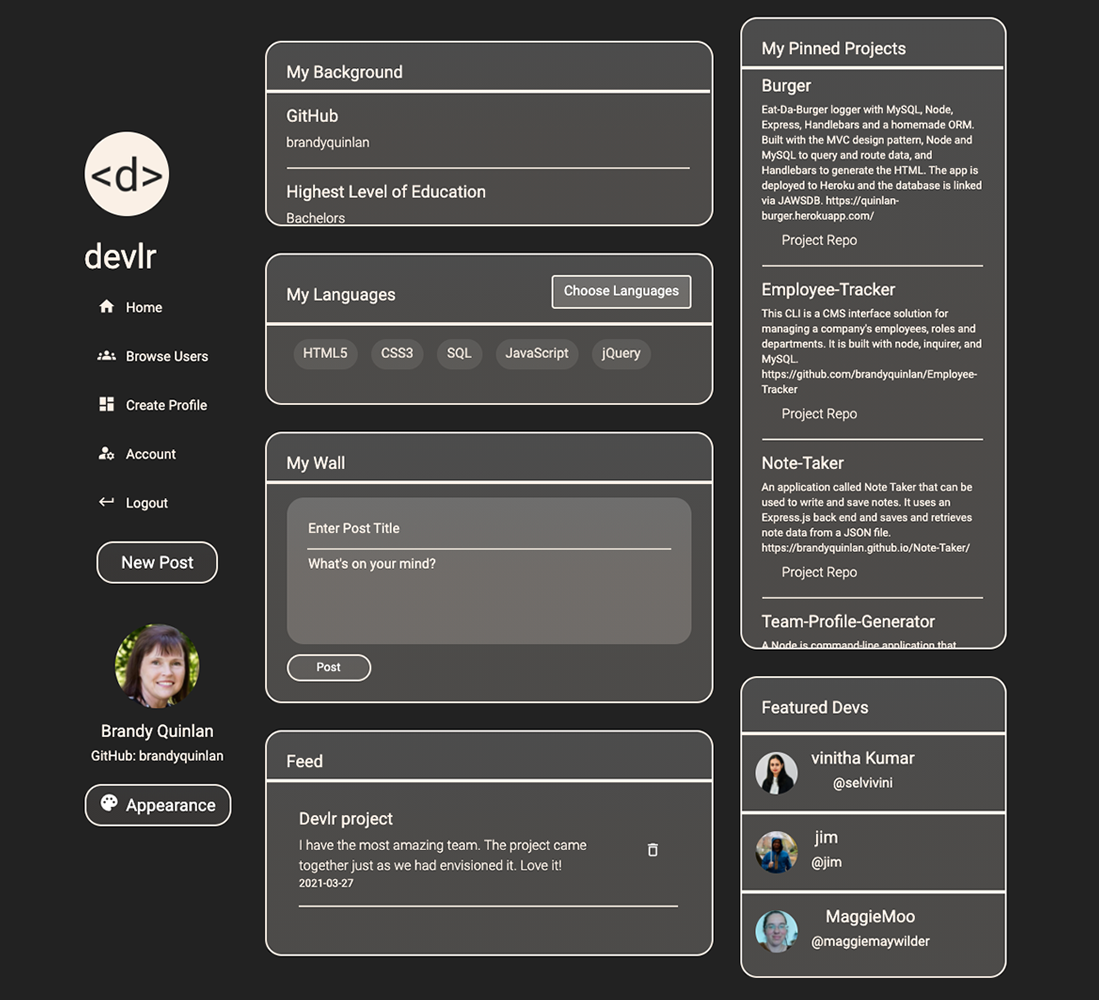 <d>
devlr
Home
Browse Users
Create Profile
Account
Logout
New Post
Brandy Quinlan
GitHub: brandyquinlan
Appearance
My Background
GitHub
brandyquinlan
Highest Level of Education
Bachelors
My Languages
Choose Languages
HTML5 CSS3 SQL JavaScript jQuery
My Wall
Enter Post Title
What's on your mind?
Post
Feed
Devlr project
I have the most amazing team. The project came
together just as we had envisioned it. Love it!
2021-03-27
My Pinned Projects
Burger
Eat-Da-Burger logger with MySQL, Node,
Express, Handlebars and a homemade ORM.
Built with the MVC design pattern, Node and
MySQL to query and route data, and
Handlebars to generate the HTML. The app is
deployed to Heroku and the database is linked
via JAWSDB. https://quinlan-
burger.herokuapp.com/
Project Repo
Employee-Tracker
This CLI is a CMS interface solution for
managing a company's employees, roles and
departments. It is built with node, inquirer, and
MySQL.
https://github.com/brandyquinlan/Employee-
Tracker
Project Repo
Note-Taker
An application called Note Taker that can be
used to write and save notes. It uses an
Express.js back end and saves and retrieves
note data from a JSON file.
https://brandyquinlan.github.io/Note-Taker/
Project Repo
Team-Profile-Generator
A Node js command-line application that
Featured Devs
vinitha Kumar
@selvivini
jim
@jim
MaggieMoo
@maggiemaywilder